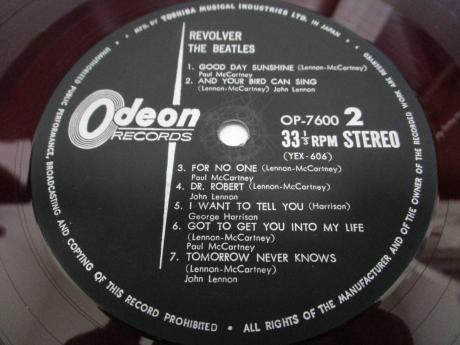 MFG. BY TOSHIBA MUSICAL INDUSTRIES LTD. IN JAPAN
REVOLVER
THE BEATLES
1. GOOD DAY SUNSHINE (Lennon-McCartney)
Paul McCartney
2. AND YOUR BIRD CAN SING
(Lennon-McCartney) John Lennon
Odeon
RECORDS
OP-7600 2
33⅓ RPM STEREO
(YEX-606)
3. FOR NO ONE (Lennon-McCartney)
Paul McCartney
4. DR. ROBERT (Lennon-McCartney)
John Lennon
5. I WANT TO TELL YOU (Harrison)
George Harrison
6. GOT TO GET YOU INTO MY LIFE
(Lennon-McCartney)
Paul McCartney
7. TOMORROW NEVER KNOWS
(Lennon-McCartney)
John Lennon
UNAUTHORIZED PUBLIC PERFORMANCE, BROADCASTING AND COPYING OF THIS RECORD PROHIBITED • ALL RIGHTS OF THE MANUFACTURER AND OF THE OWNER OF THE RECORDED WORK ARE RESERVED